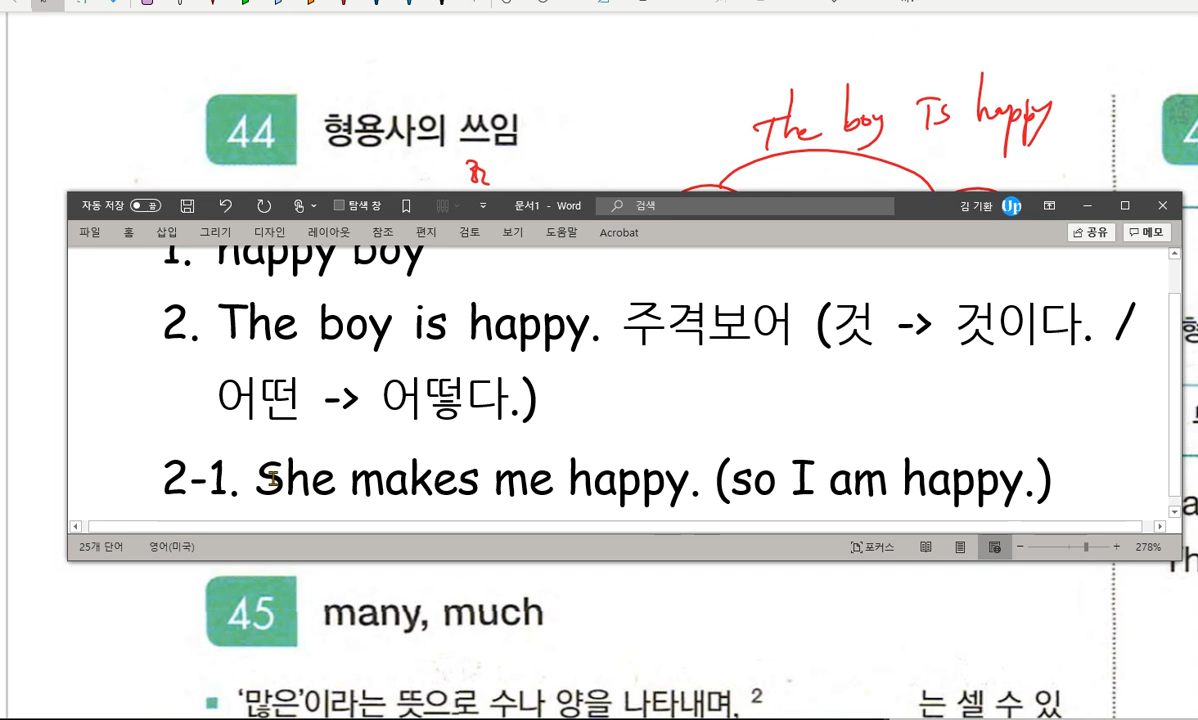 44 형용사의 쓰임
The boy is happy
자동 저장 끔 탐색 창 문서1 - Word 검색 김 기환
파일 홈 삽입 그리기 디자인 레이아웃 참조 편지 검토 보기 도움말 Acrobat 공유 메모
1. happy boy
2. The boy is happy. 주격보어 (것 -> 것이다. /
어떤 -> 어떻다.)
2-1. She makes me happy. (so I am happy.)
25개 단어 영어(미국) 포커스 278%
45 many, much
'많은'이라는 뜻으로 수나 양을 나타내며, 2 는 셀 수 있